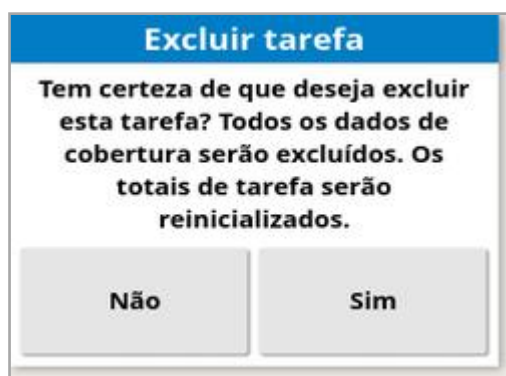 Excluir tarefa
Tem certeza de que deseja excluir
esta tarefa? Todos os dados de
cobertura serão excluídos. Os
totais de tarefa serão
reinicializados.
Não
Sim